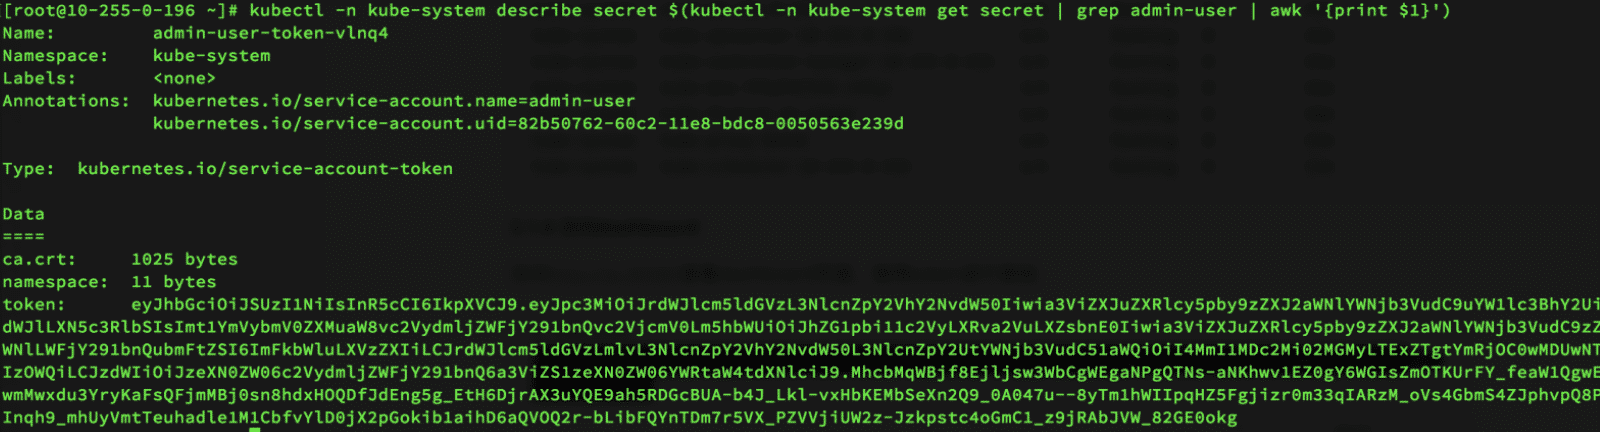 [root@10-255-0-196 ~]# kubectl -n kube-system describe secret $(kubectl -n kube-system get secret | grep admin-user | awk '{print $1}')
Name:         admin-user-token-vlnq4
Namespace:    kube-system
Labels:       <none>
Annotations:  kubernetes.io/service-account.name=admin-user
              kubernetes.io/service-account.uid=82b50762-60c2-11e8-bdc8-0050563e239d
Type:  kubernetes.io/service-account-token
Data
====
ca.crt:     1025 bytes
namespace:  11 bytes
token:      eyJhbGciOiJSUzI1NiIsInR5cCI6IkpXVCJ9.eyJpc3MiOiJrdWJlcm5ldGVzL3NlcnZpY2VhY2NvdW50Iiwia3ViZXJuZXRlcy5pby9zZXJ2aWNlYWNjb3VudC9uYW1lc3BhY2Ui
dWJlLXN5c3RlbSIsImt1YmVybmV0ZXMuaW8vc2VydmljZWFjY291bnQvc2VjcmV0Lm5hbWUiOiJhZG1pbi11c2VyLXRva2VuLXZsbnE0Iiwia3ViZXJuZXRlcy5pby9zZXJ2aWNlYWNjb3VudC9zZ
WNlLWFjY291bnQubmFtZSI6ImFkbWluLXVzZXIiLCJrdWJlcm5ldGVzLmlvL3NlcnZpY2VhY2NvdW50L3NlcnZpY2UtYWNjb3VudC51aWQiOiI4MmI1MDc2Mi02MGMyLTExZTgtYmRjOC0wMDUwNT
IzOWQiLCJzdWIiOiJzeXN0ZW06c2VydmljZWFjY291bnQ6a3ViZS1zeXN0ZW06YWRtaW4tdXNlciJ9.MhcbMqWBjf8Ejljsw3WbCgWEgaNPgQTNs-aNKhwv1EZ0gY6WGIsZmOTKUrFY_feaW1QgwE
wmMwxdu3YryKaFsQFjmMBj0sn8hdxHOQDfJdEng5g_EtH6DjrAX3uYQE9ah5RDGcBUA-b4J_Lkl-vxHbKEMbSeXn2Q9_0A047u--8yTm1hWIIpqHZ5Fgjizr0m33qIARzM_oVs4GbmS4ZJphvpQ8P
Inqh9_mhUyVmtTeuhadle1M1CbfvYlD0jX2pGokib1aihD6aQVOQ2r-bLibFQYnTDm7r5VX_PZVVjiUW2z-Jzkpstc4oGmC1_z9jRAbJVW_82GE0okg